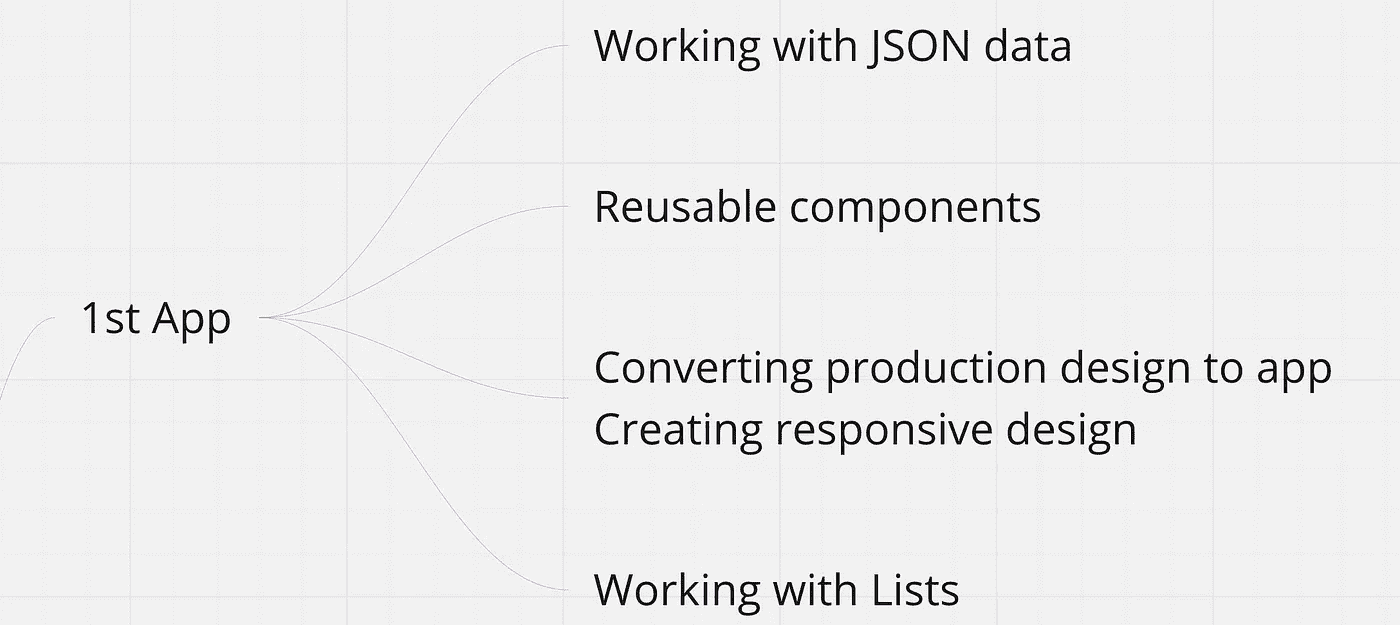 Working with JSON data
Reusable components
1st App
Converting production design to app
Creating responsive design
Working with Lists